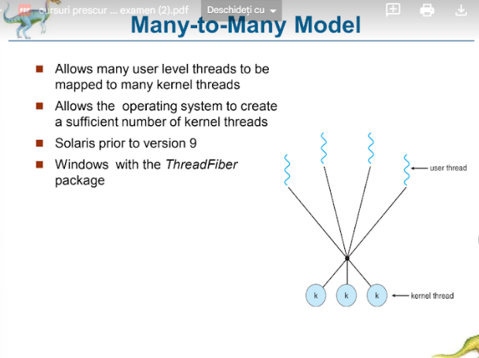 cursuri prescur ... examen (2).pdf
Deschideți cu
Many-to-Many Model
Allows many user level threads to be
mapped to many kernel threads
Allows the operating system to create
a sufficient number of kernel threads
Solaris prior to version 9
Windows with the ThreadFiber
package
user thread
k k k
kernel thread